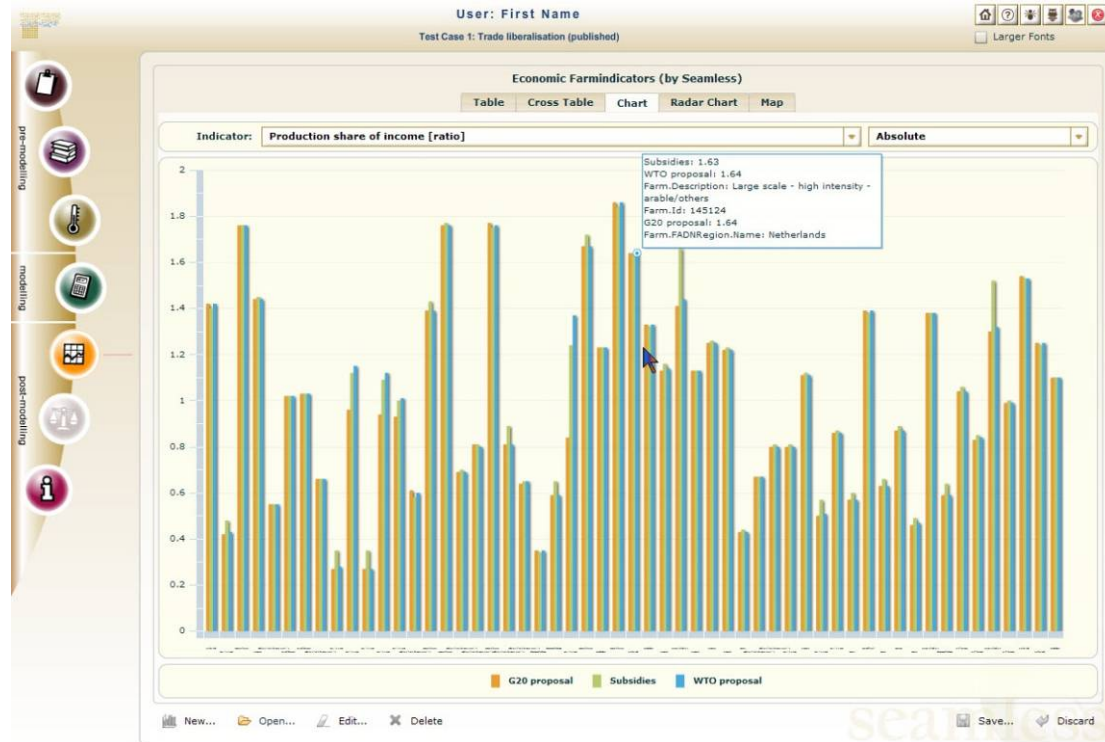 User: First Name
Test Case 1: Trade liberalisation (published)
Larger Fonts
pre-modelling
modelling
post-modelling
Economic Farmindicators (by Seamless)
Table Cross Table Chart Radar Chart Map
Indicator: Production share of income [ratio] Absolute
Subsidies: 1.63
WTO proposal: 1.64
Farm.Description: Large scale - high intensity -
arable/others
Farm.Id: 145124
G20 proposal: 1.64
Farm.FADNRegion.Name: Netherlands
2
1.8
1.6
1.4
1.2
1
0.8
0.6
0.4
0.2
0
G20 proposal Subsidies WTO proposal
New... Open... Edit... Delete Save... Discard
seamless